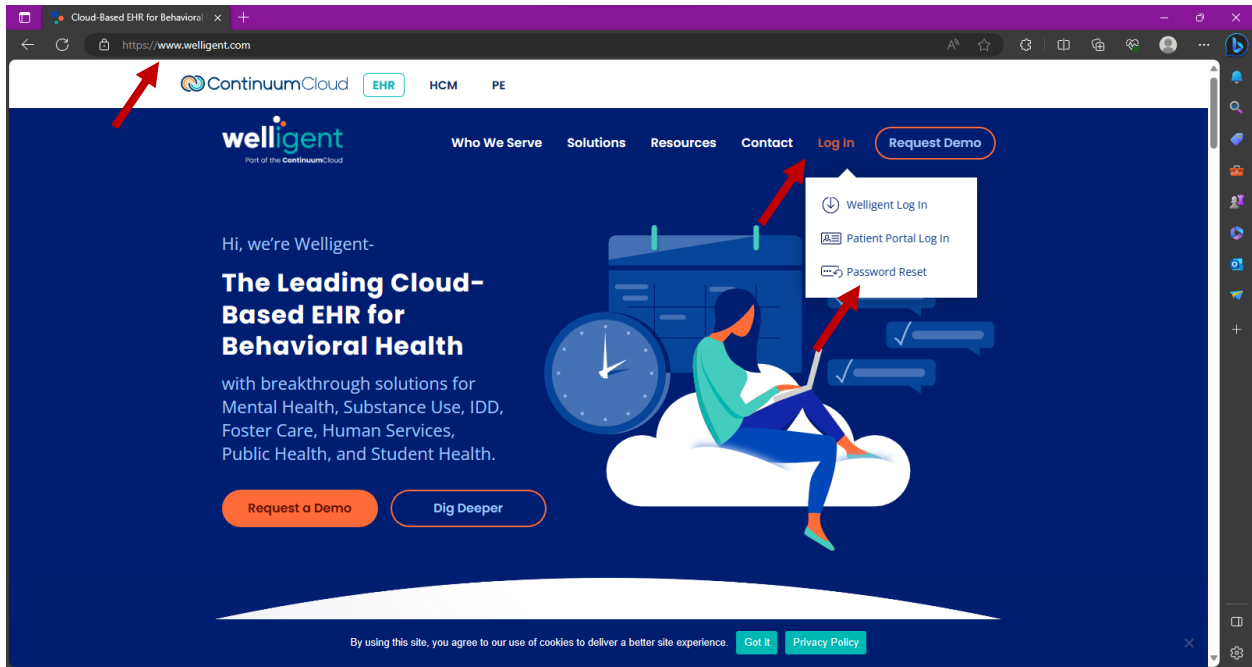 Cloud-Based EHR for Behavioral
https://www.welligent.com
ContinuumCloud EHR HCM PE
welligent
Part of the ContinuumCloud
Who We Serve Solutions Resources Contact Log In Request Demo
Welligent Log In
Patient Portal Log In
Password Reset
Hi, we’re Welligent-
The Leading Cloud-
Based EHR for
Behavioral Health
with breakthrough solutions for
Mental Health, Substance Use, IDD,
Foster Care, Human Services,
Public Health, and Student Health.
Request a Demo Dig Deeper
By using this site, you agree to our use of cookies to deliver a better site experience. Got it Privacy Policy